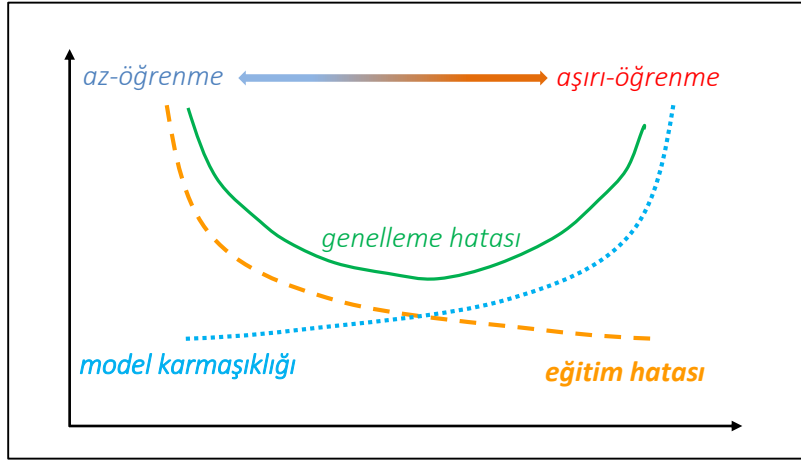 az-öğrenme
aşırı-öğrenme
genelleme hatası
model karmaşıklığı
eğitim hatası